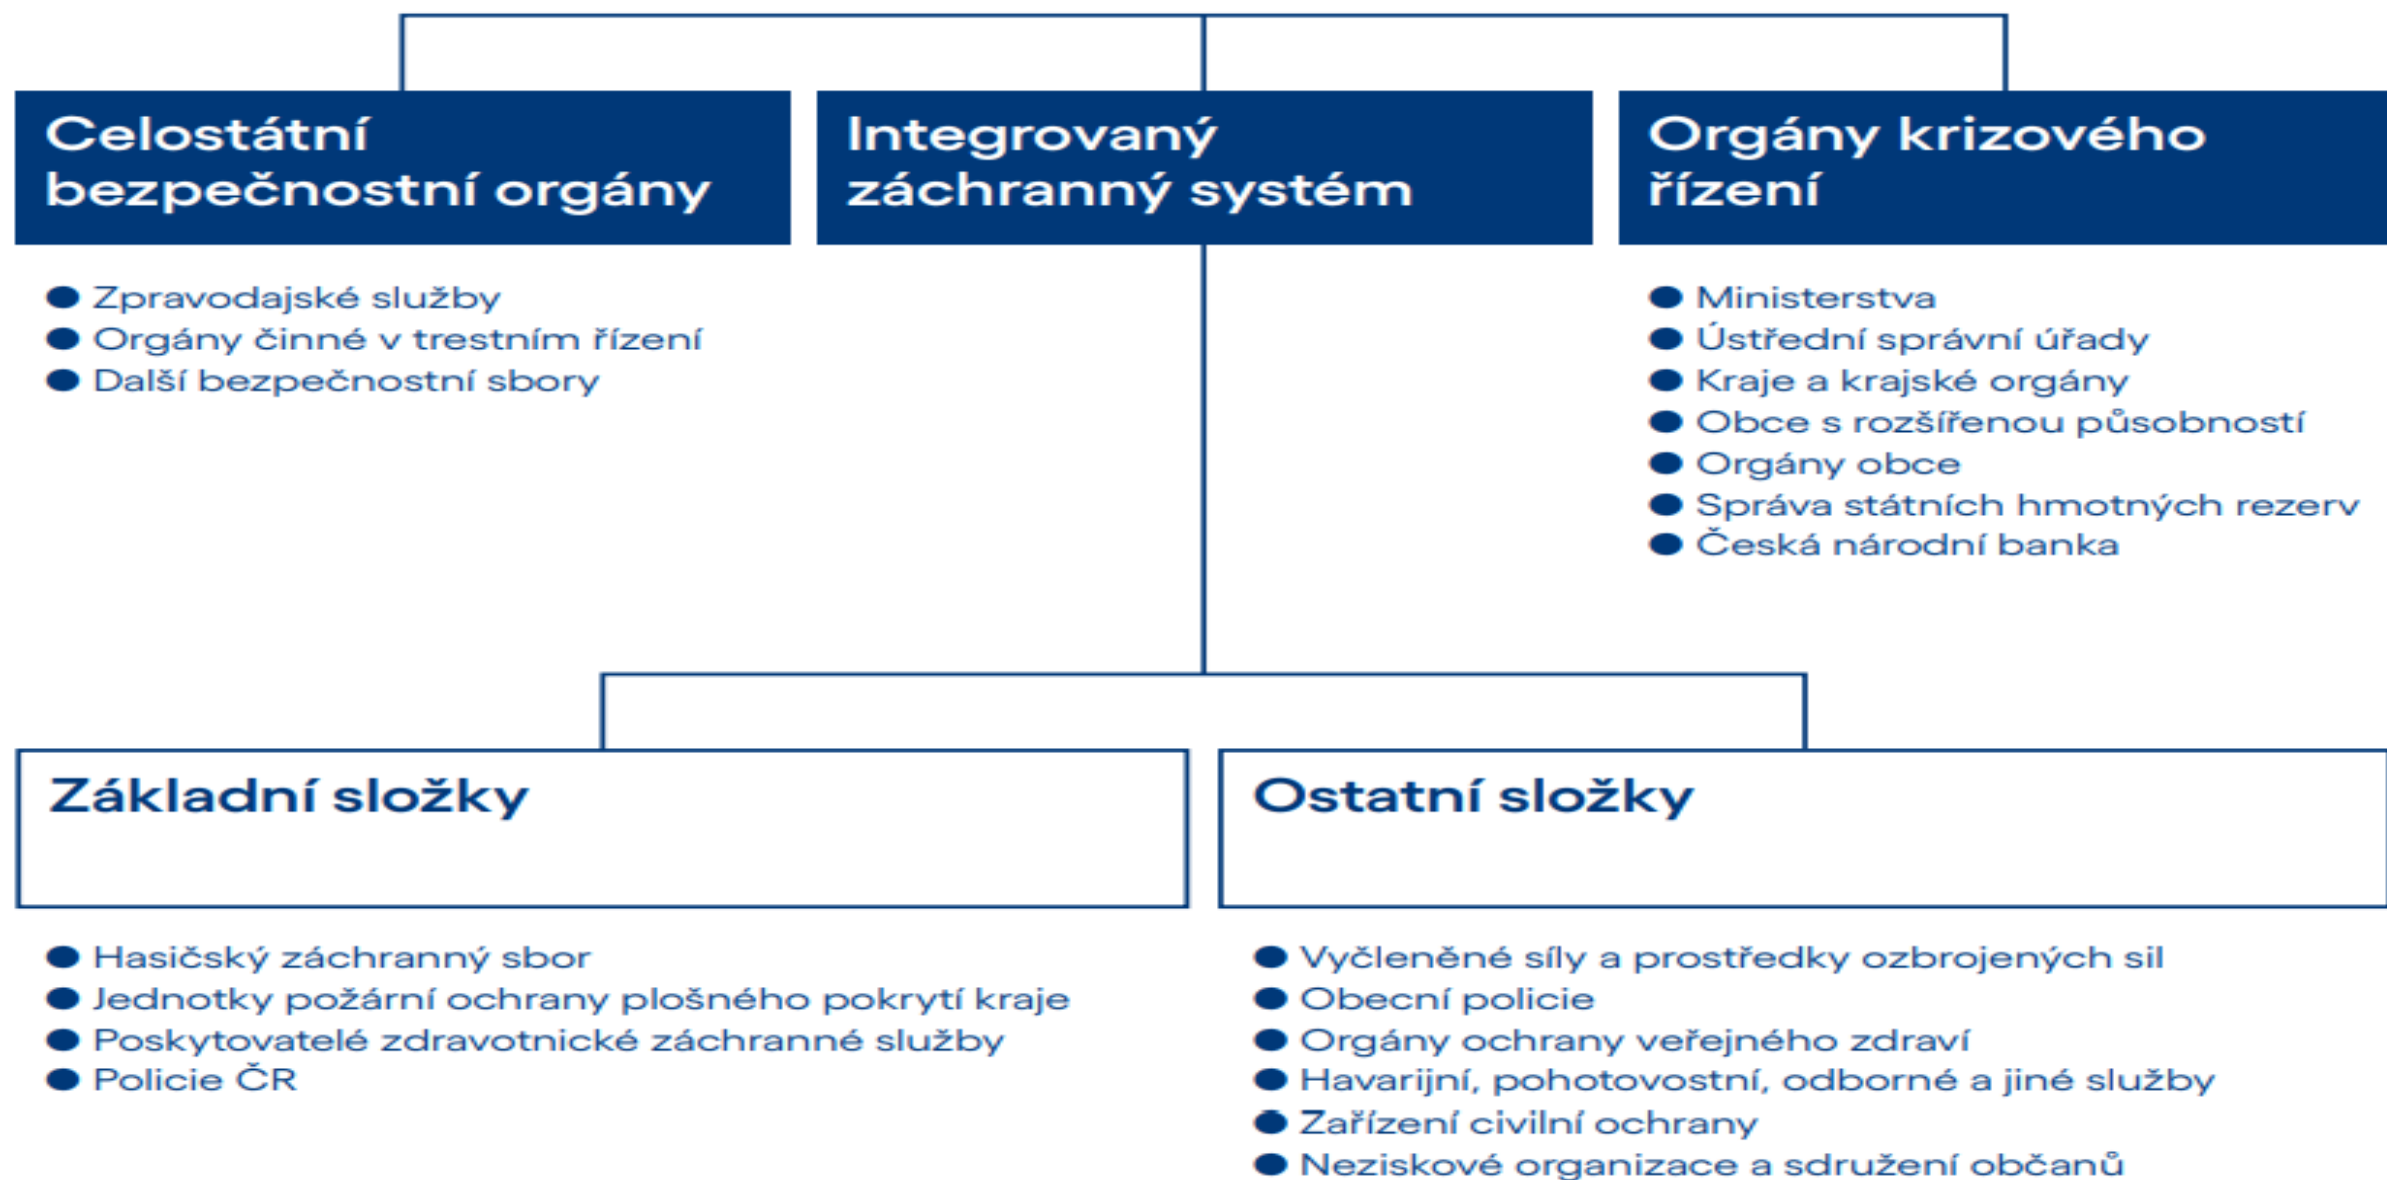 Celostátní
bezpečnostní orgány
Integrovaný
záchranný systém
Orgány krizového
řízení
● Zpravodajské služby
● Orgány činné v trestním řízení
● Další bezpečnostní sbory
● Ministerstva
● Ústřední správní úřady
● Kraje a krajské orgány
● Obce s rozšířenou působností
● Orgány obce
● Správa státních hmotných rezerv
● Česká národní banka
Základní složky
Ostatní složky
● Hasičský záchranný sbor
● Jednotky požární ochrany plošného pokrytí kraje
● Poskytovatelé zdravotnické záchranné služby
● Policie ČR
● Vyčleněné síly a prostředky ozbrojených sil
● Obecní policie
● Orgány ochrany veřejného zdraví
● Havarijní, pohotovostní, odborné a jiné služby
● Zařízení civilní ochrany
● Neziskové organizace a sdružení občanů